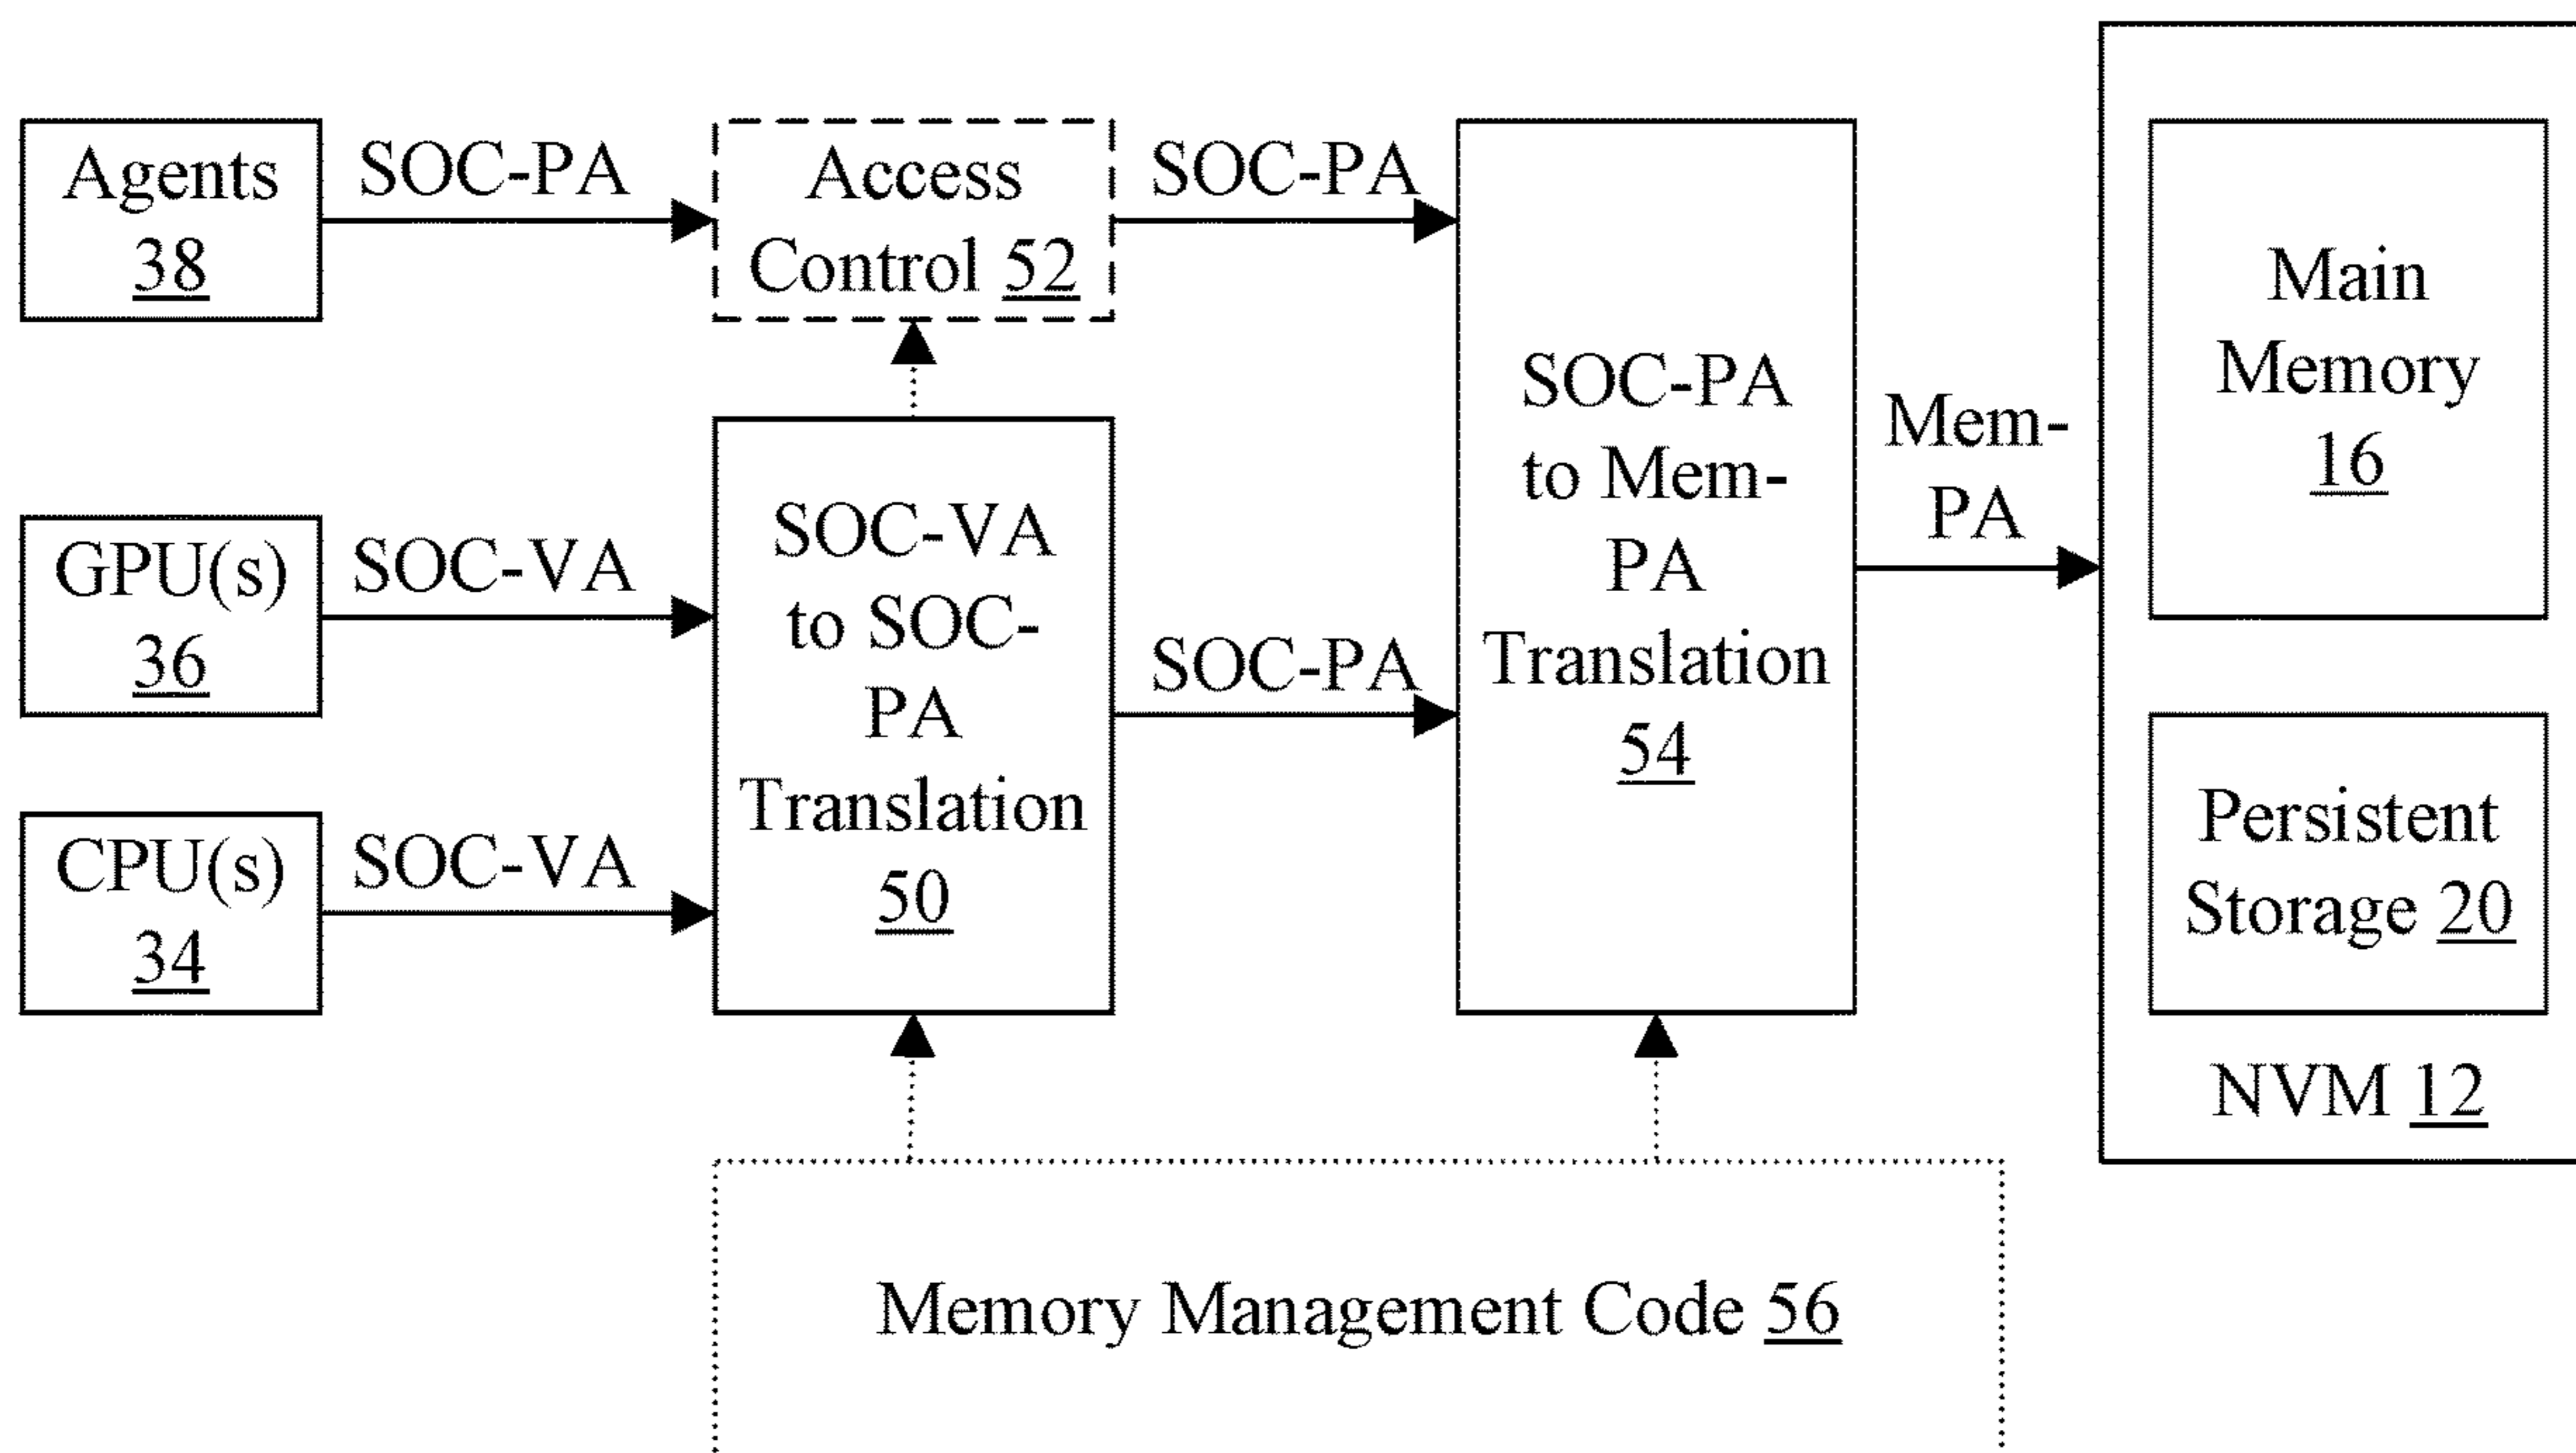 Agents
38
SOC-PA
Access
Control 52
SOC-PA
GPU(s)
36
SOC-VA
CPU(s)
34
SOC-VA
SOC-VA
to SOC-
PA
Translation
50
SOC-PA
SOC-PA
to Mem-
PA
Translation
54
Mem-
PA
Main
Memory
16
Persistent
Storage 20
NVM 12
Memory Management Code 56